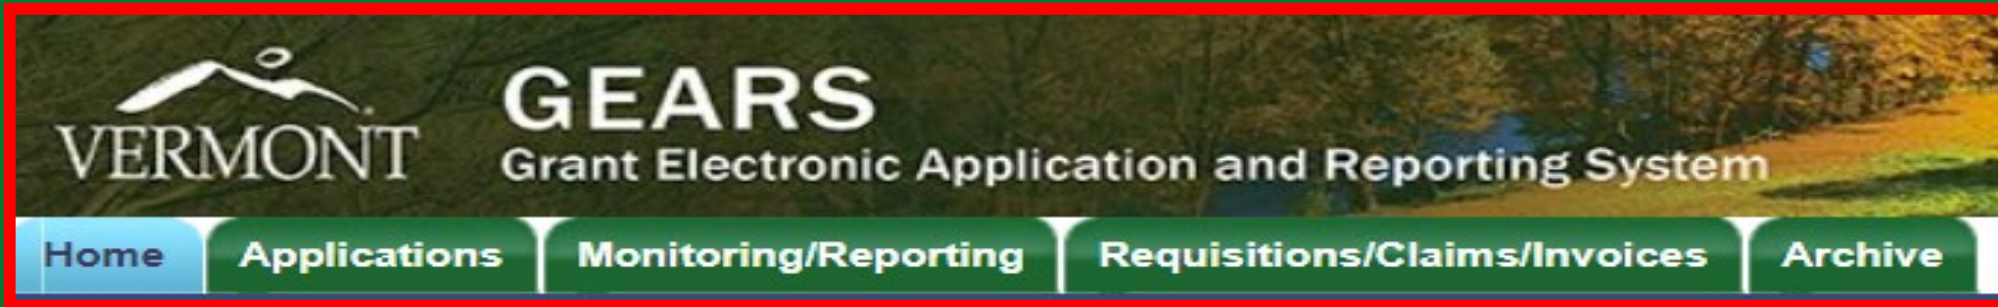 VERMONT
GEARS
Grant Electronic Application and Reporting System
Home Applications Monitoring/Reporting Requisitions/Claims/Invoices Archive